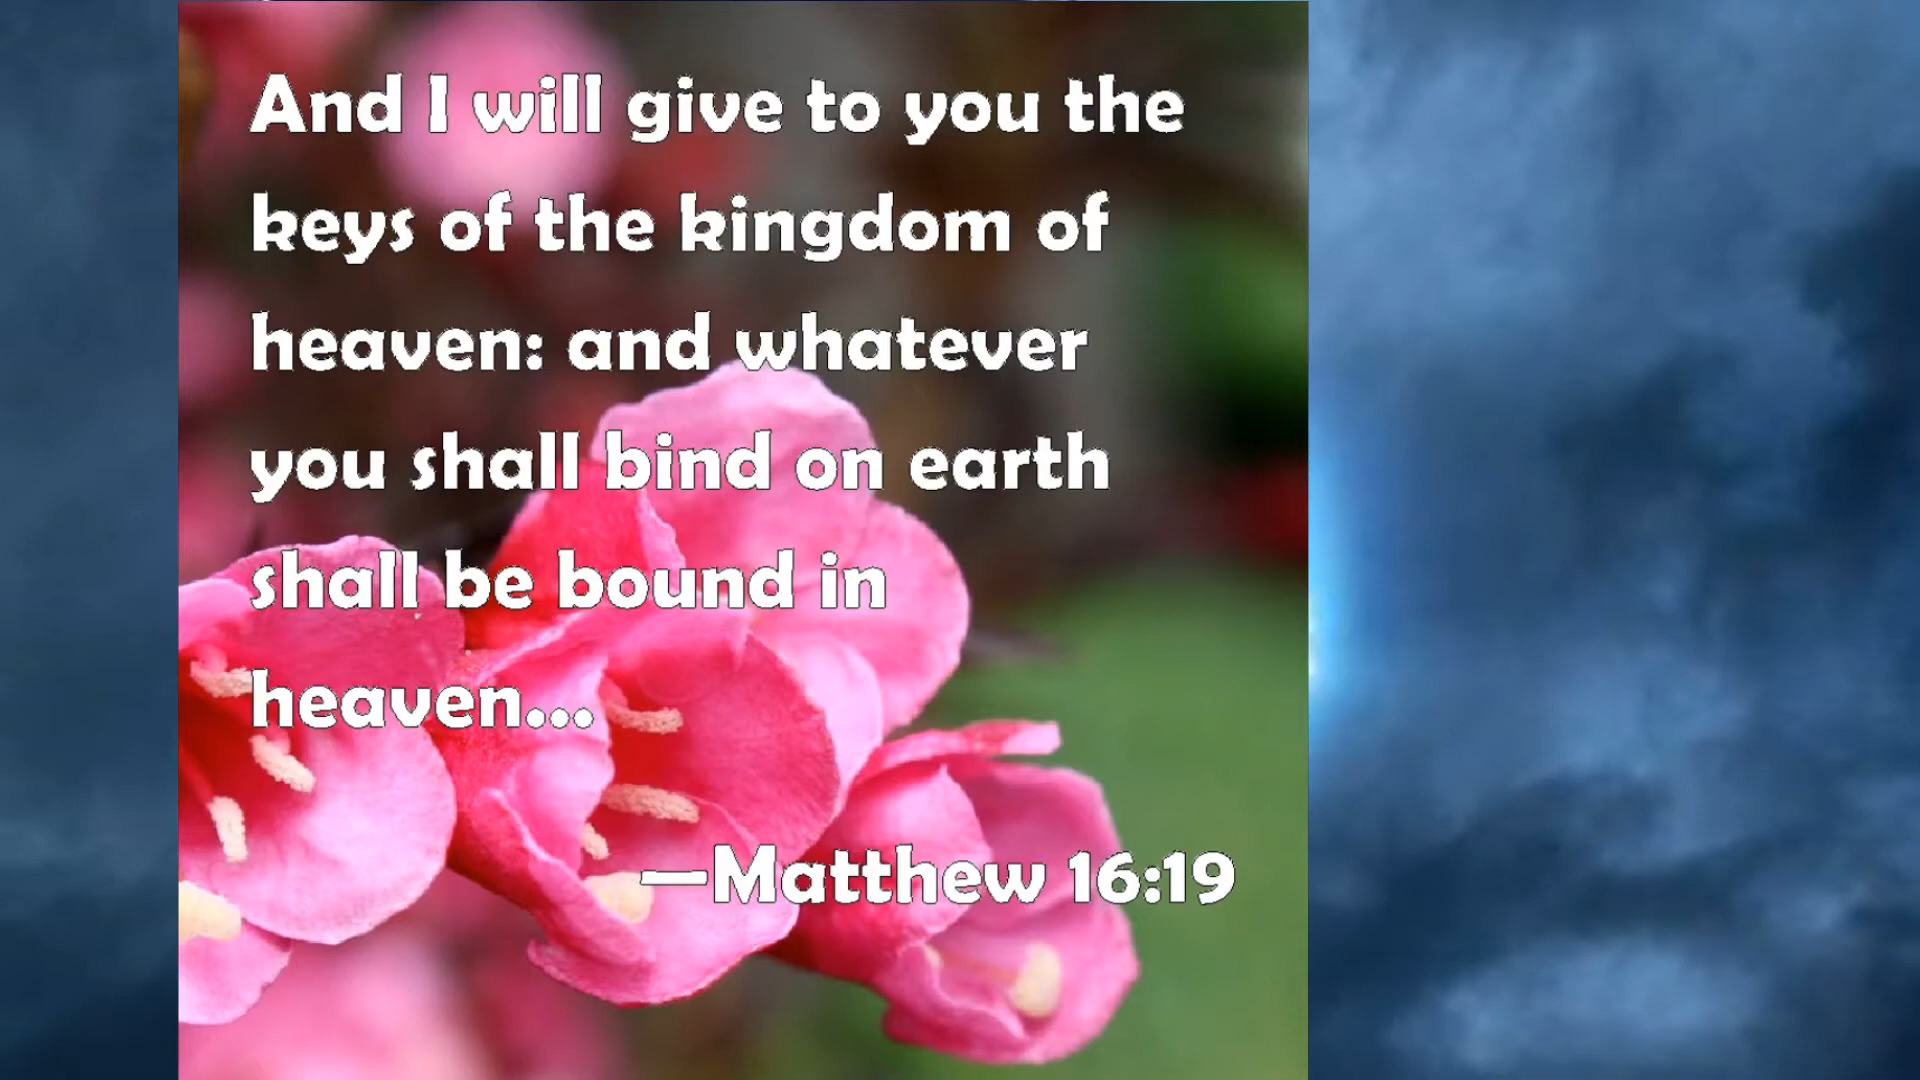 And I will give to you the
keys of the kingdom of
heaven: and whatever
you shall bind on earth
shall be bound in
heaven...
—Matthew 16:19